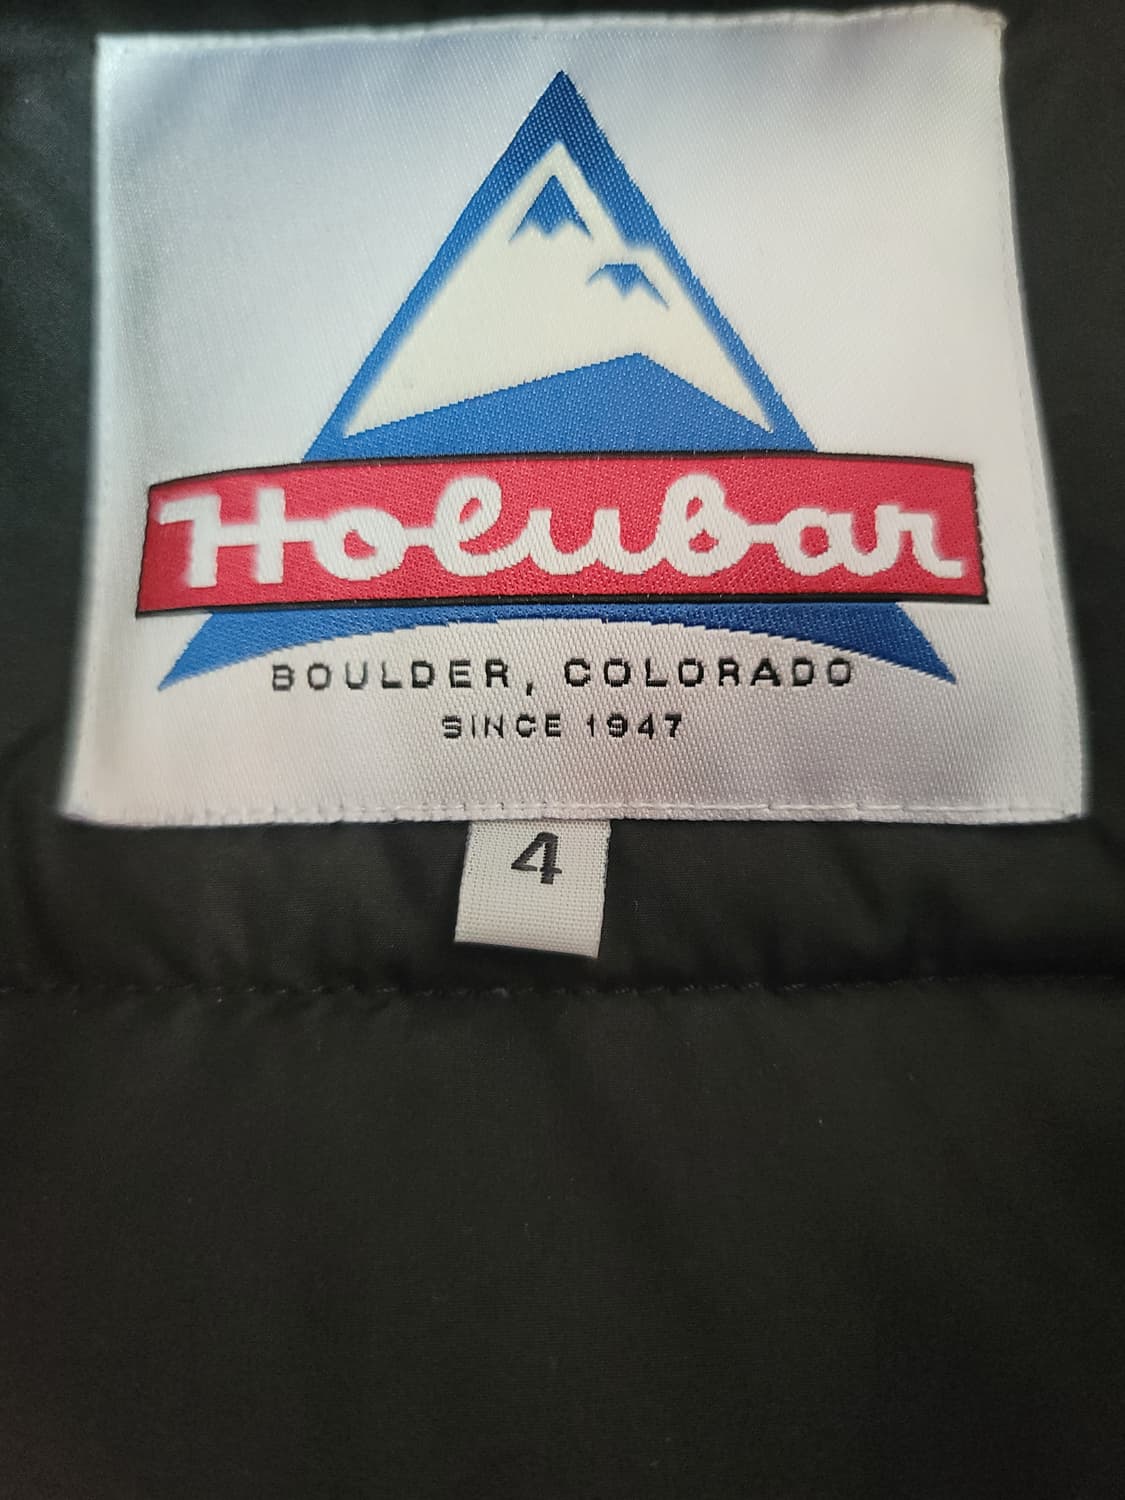 Holubar
BOULDER, COLORADO
SINCE 1947
4